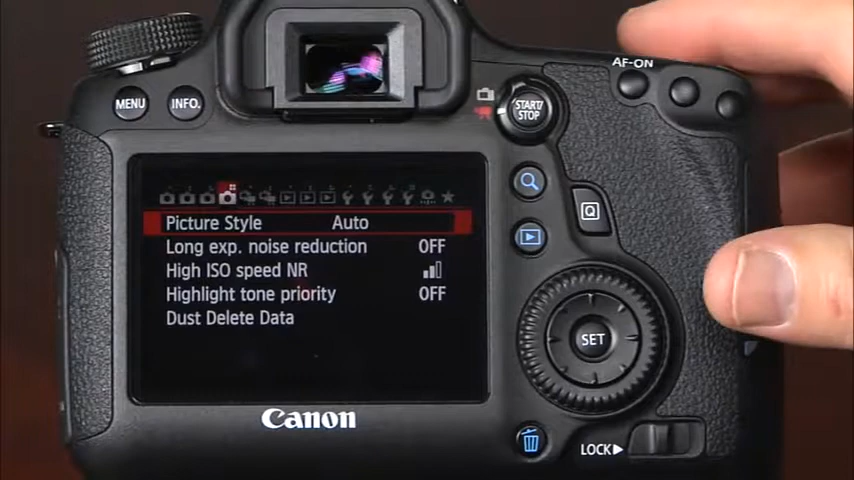 AF-ON
MENU
INFO.
START/
STOP
Picture Style Auto
Long exp. noise reduction OFF
High ISO speed NR
Highlight tone priority OFF
Dust Delete Data
Q
SET
Canon
LOCK▶